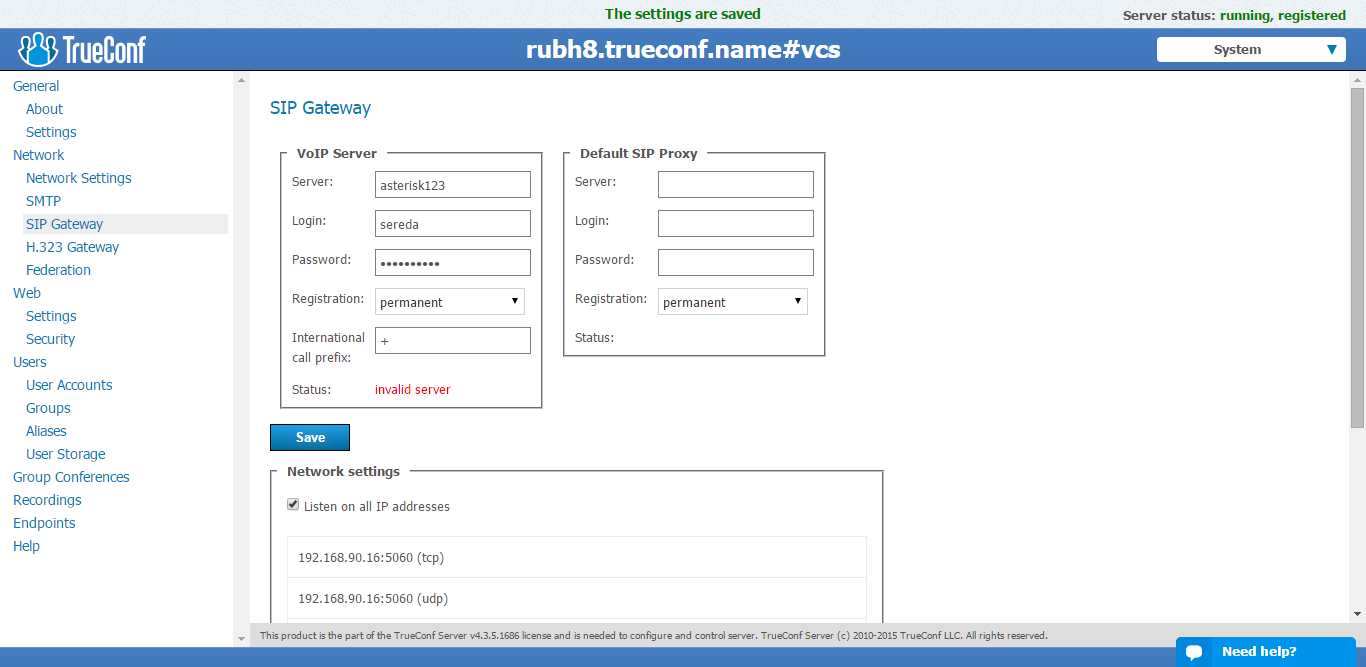 The settings are saved
Server status: running, registered
TrueConf
rubh8.trueconf.name#vcs
System
General
About
Settings
Network
Network Settings
SMTP
SIP Gateway
H.323 Gateway
Federation
Web
Settings
Security
Users
User Accounts
Groups
Aliases
User Storage
Group Conferences
Recordings
Endpoints
Help
SIP Gateway
VoIP Server
Server: asterisk123
Login: sereda
Password: ••••••••••
Registration: permanent
International
call prefix: +
Status: invalid server
Default SIP Proxy
Server:
Login:
Password:
Registration: permanent
Status:
Save
Network settings
Listen on all IP addresses
192.168.90.16:5060 (tcp)
192.168.90.16:5060 (udp)
This product is the part of the TrueConf Server v4.3.5.1686 license and is needed to configure and control server. TrueConf Server (c) 2010-2015 TrueConf LLC. All rights reserved.
Need help?